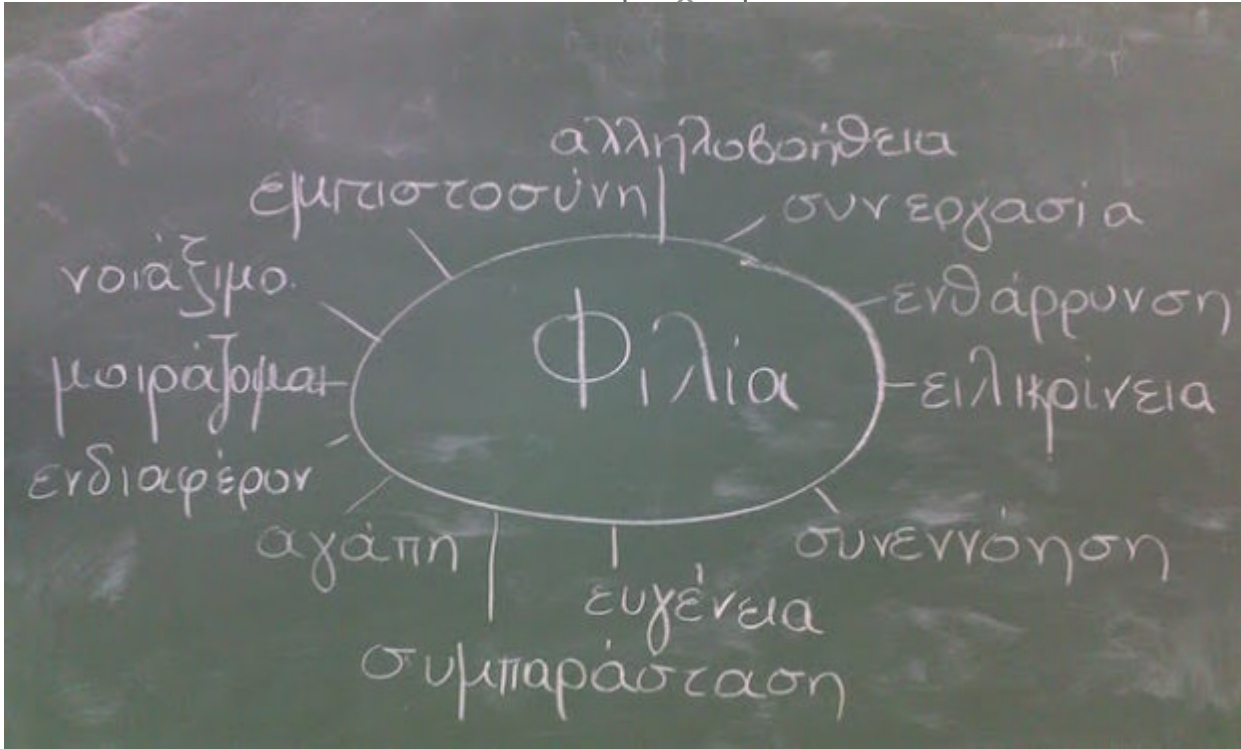 αλληλοβοήθεια
εμπιστοσύνη
συνεργασία
νοιάξιμο.
ενθάρρυνση
Φιλία
μοιράζομαι
ειλικρίνεια
ενδιαφέρον
αγάπη
συνεννόηση
ευγένεια
συμπαράσταση